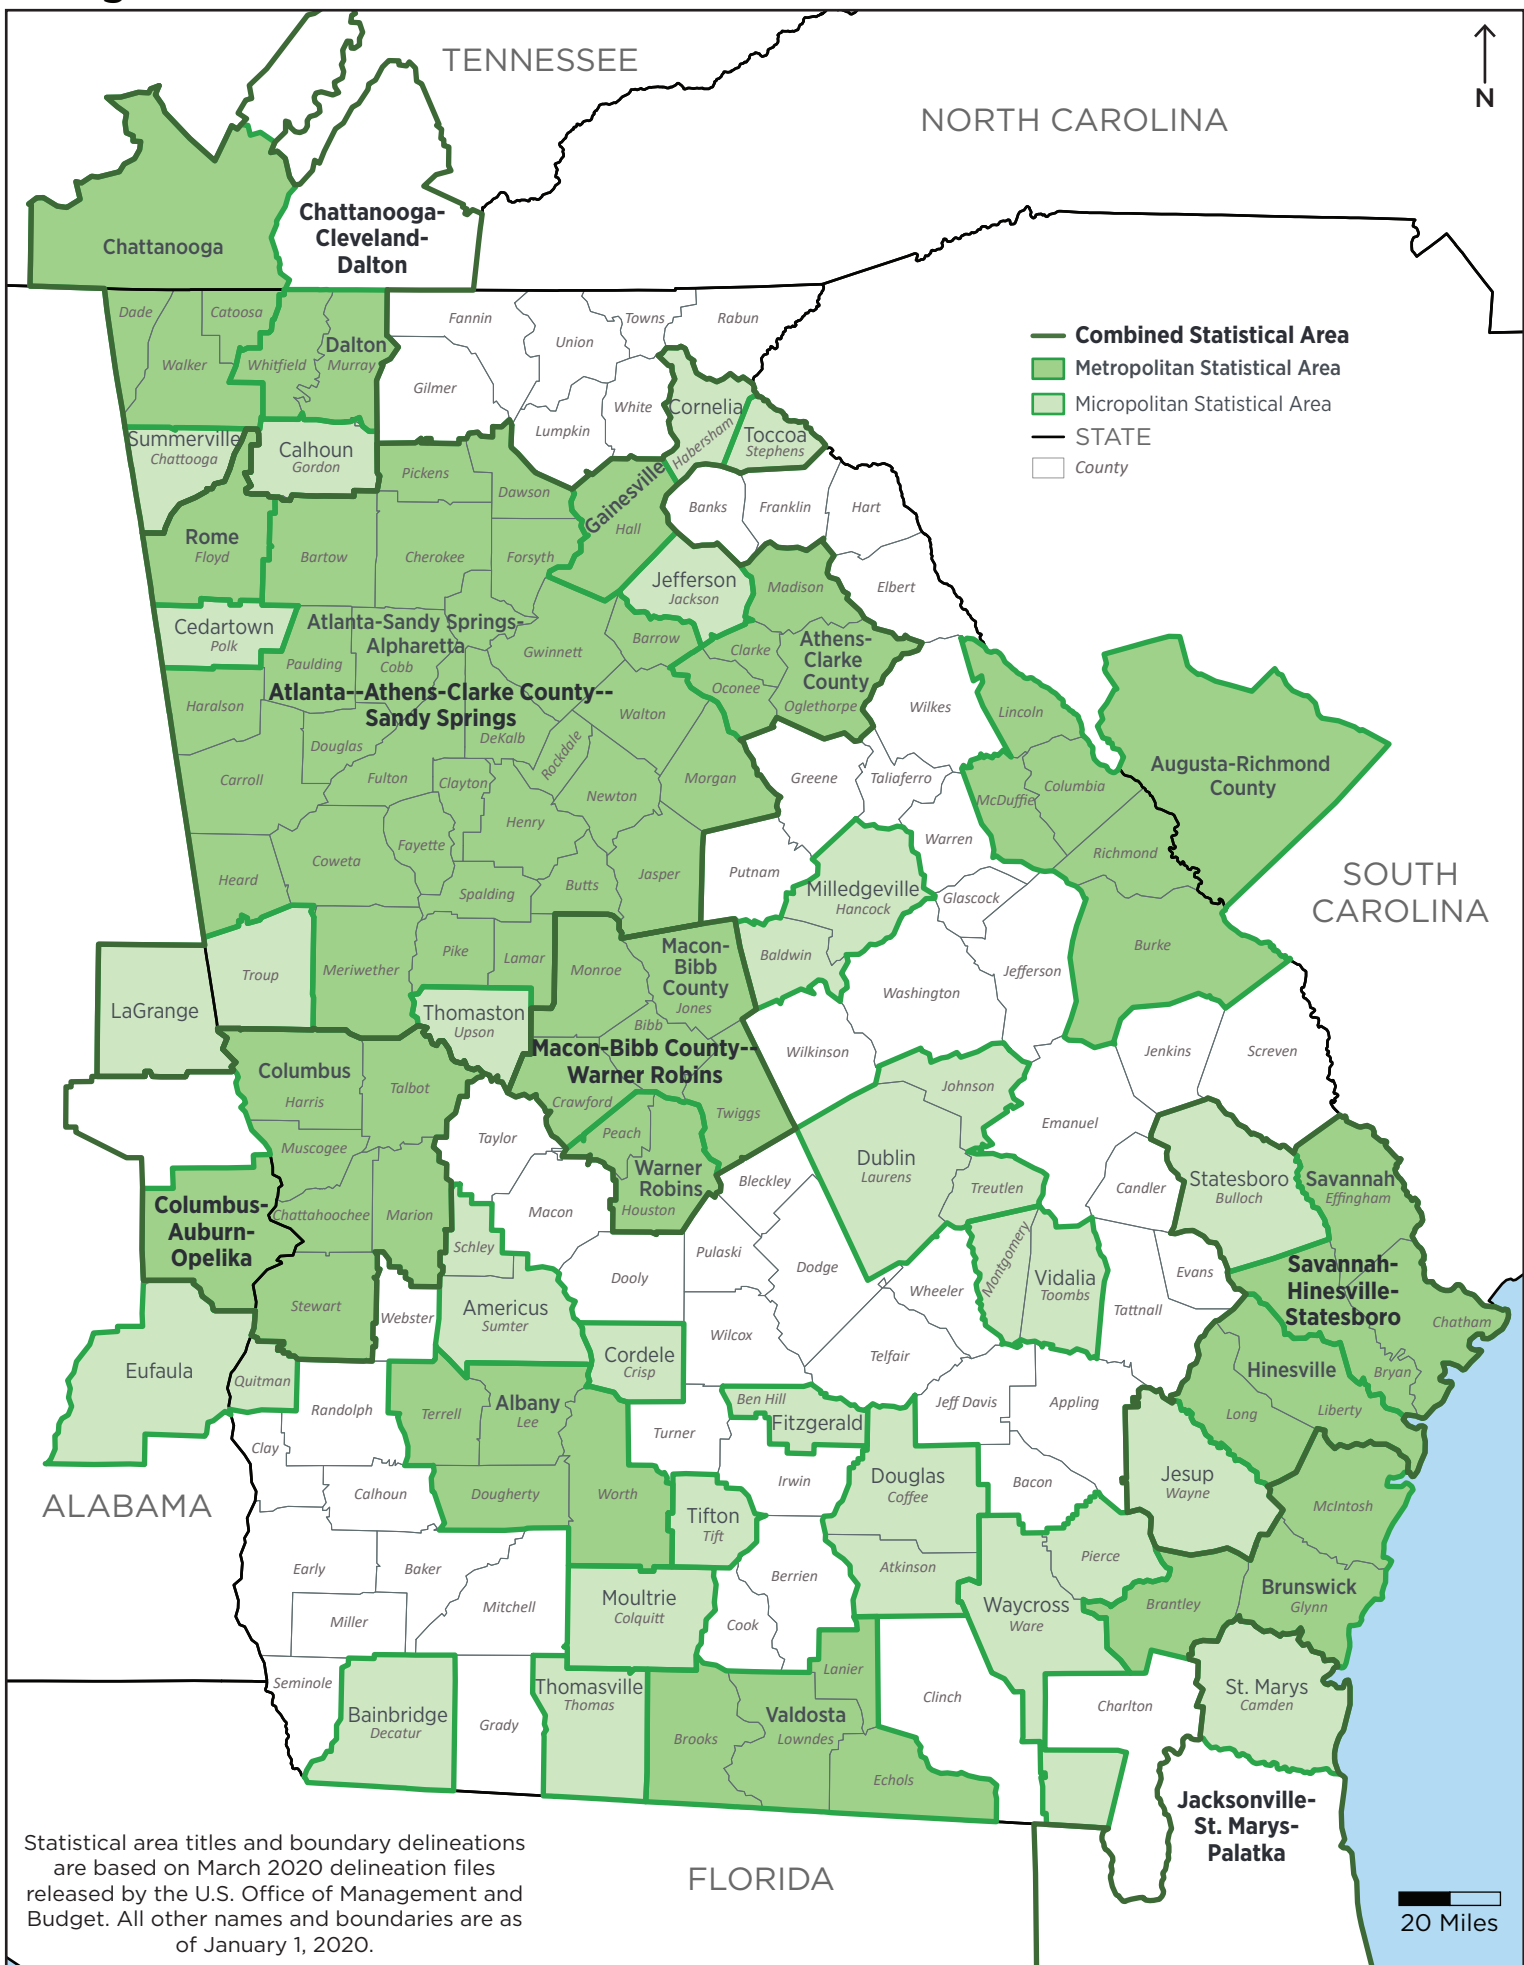 TENNESSEE
NORTH CAROLINA
N
Chattanooga-
Cleveland-
Dalton
Chattanooga
Combined Statistical Area
Metropolitan Statistical Area
Micropolitan Statistical Area
STATE
County
Dade
Catoosa
Walker
Whitfield
Dalton
Murray
Fannin
Union
Towns
Rabun
Gilmer
White
Lumpkin
Cornelia
Habersham
Toccoa
Stephens
Summerville
Chattooga
Calhoun
Gordon
Pickens
Dawson
Gainesville
Hall
Banks
Franklin
Hart
Rome
Floyd
Bartow
Cherokee
Forsyth
Jefferson
Jackson
Madison
Elbert
Cedartown
Polk
Atlanta-Sandy Springs-
Alpharetta
Paulding
Cobb
Gwinnett
Barrow
Clarke
Athens-
Clarke
County
Oconee
Oglethorpe
Atlanta--Athens-Clarke County--
Sandy Springs
Haralson
Walton
Wilkes
Lincoln
Douglas
DeKalb
Rockdale
Carroll
Fulton
Clayton
Newton
Morgan
Greene
Taliaferro
McDuffie
Columbia
Augusta-Richmond
County
Henry
Fayette
Coweta
Warren
Richmond
Heard
Spalding
Butts
Jasper
Putnam
Milledgeville
Hancock
Glascock
SOUTH
CAROLINA
Troup
Meriwether
Pike
Lamar
Monroe
Macon-
Bibb
County
Jones
Baldwin
Burke
Jefferson
Washington
LaGrange
Thomaston
Upson
Bibb
Macon-Bibb County--
Warner Robins
Wilkinson
Jenkins
Screven
Columbus
Harris
Talbot
Crawford
Peach
Twiggs
Johnson
Emanuel
Muscogee
Taylor
Warner
Robins
Houston
Bleckley
Dublin
Laurens
Treutlen
Candler
Statesboro
Bulloch
Savannah
Effingham
Columbus-
Auburn-
Opelika
Chattahoochee
Marion
Macon
Schley
Pulaski
Dodge
Montgomery
Vidalia
Toombs
Evans
Savannah-
Hinesville-
Statesboro
Dooly
Wheeler
Tattnall
Chatham
Stewart
Webster
Americus
Sumter
Wilcox
Telfair
Eufaula
Quitman
Cordele
Crisp
Hinesville
Bryan
Randolph
Terrell
Albany
Lee
Ben Hill
Fitzgerald
Jeff Davis
Appling
Long
Liberty
Clay
Turner
ALABAMA
Calhoun
Dougherty
Worth
Irwin
Douglas
Coffee
Bacon
Jesup
Wayne
McIntosh
Tifton
Tift
Early
Baker
Berrien
Atkinson
Pierce
Brunswick
Glynn
Miller
Mitchell
Moultrie
Colquitt
Cook
Waycross
Ware
Brantley
Seminole
Bainbridge
Decatur
Grady
Thomasville
Thomas
Brooks
Valdosta
Lowndes
Lanier
Echols
Clinch
Charlton
St. Marys
Camden
Jacksonville-
St. Marys-
Palatka
FLORIDA
Statistical area titles and boundary delineations
are based on March 2020 delineation files
released by the U.S. Office of Management and
Budget. All other names and boundaries are as
of January 1, 2020.
20 Miles